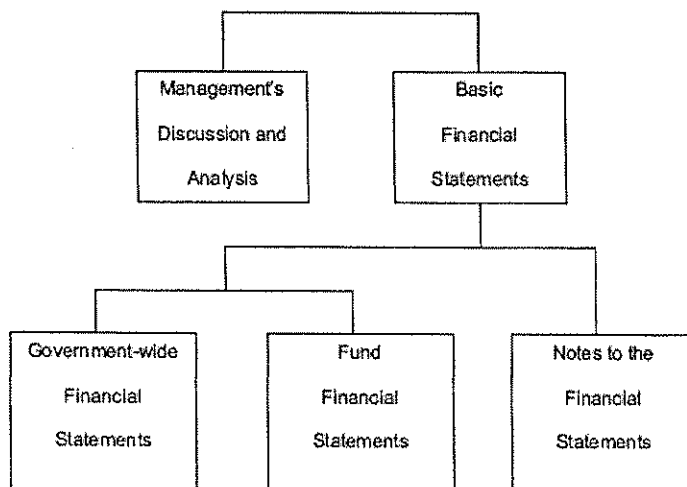 Management's
Discussion and
Analysis
Basic
Financial
Statements
Government-wide
Financial
Statements
Fund
Financial
Statements
Notes to the
Financial
Statements